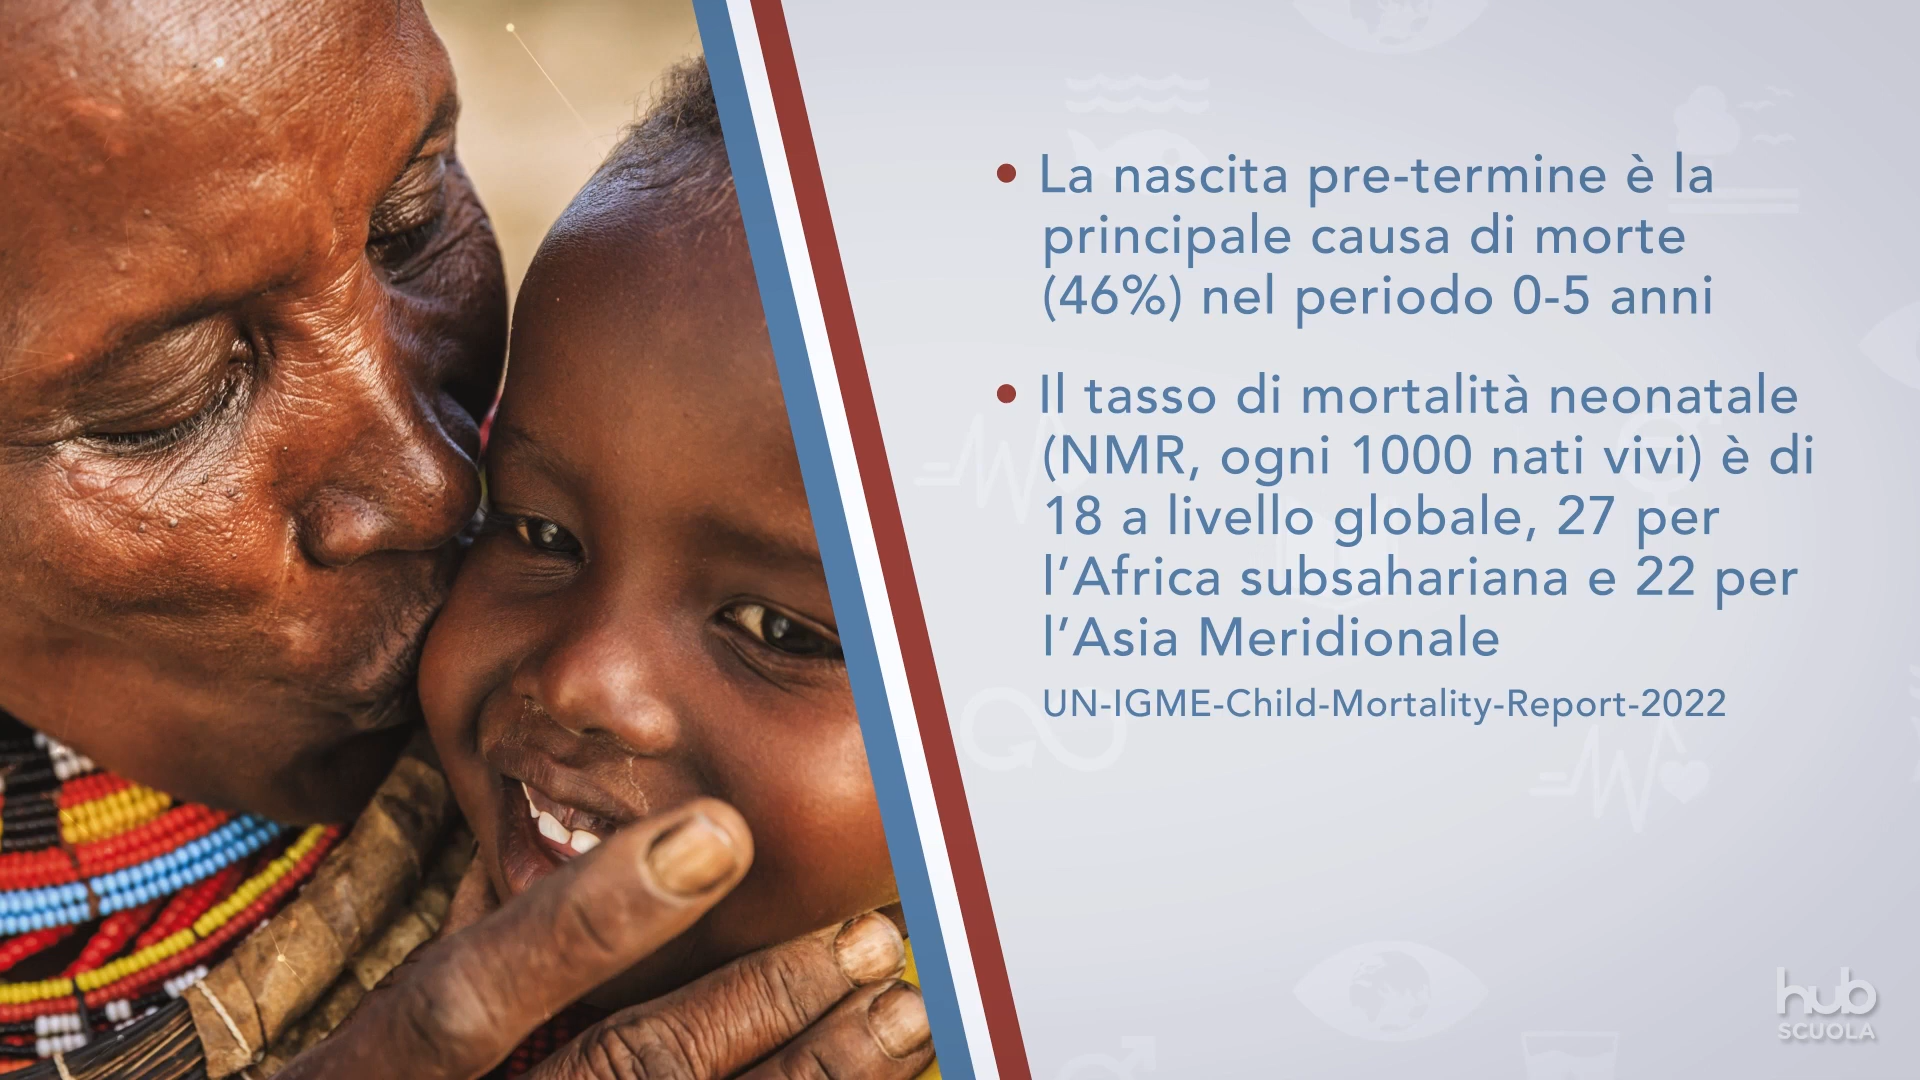 • La nascita pre-termine è la
principale causa di morte
(46%) nel periodo 0-5 anni
• Il tasso di mortalità neonatale
(NMR, ogni 1000 nati vivi) è di
18 a livello globale, 27 per
l’Africa subsahariana e 22 per
l’Asia Meridionale
UN-IGME-Child-Mortality-Report-2022
hub
SCUOLA